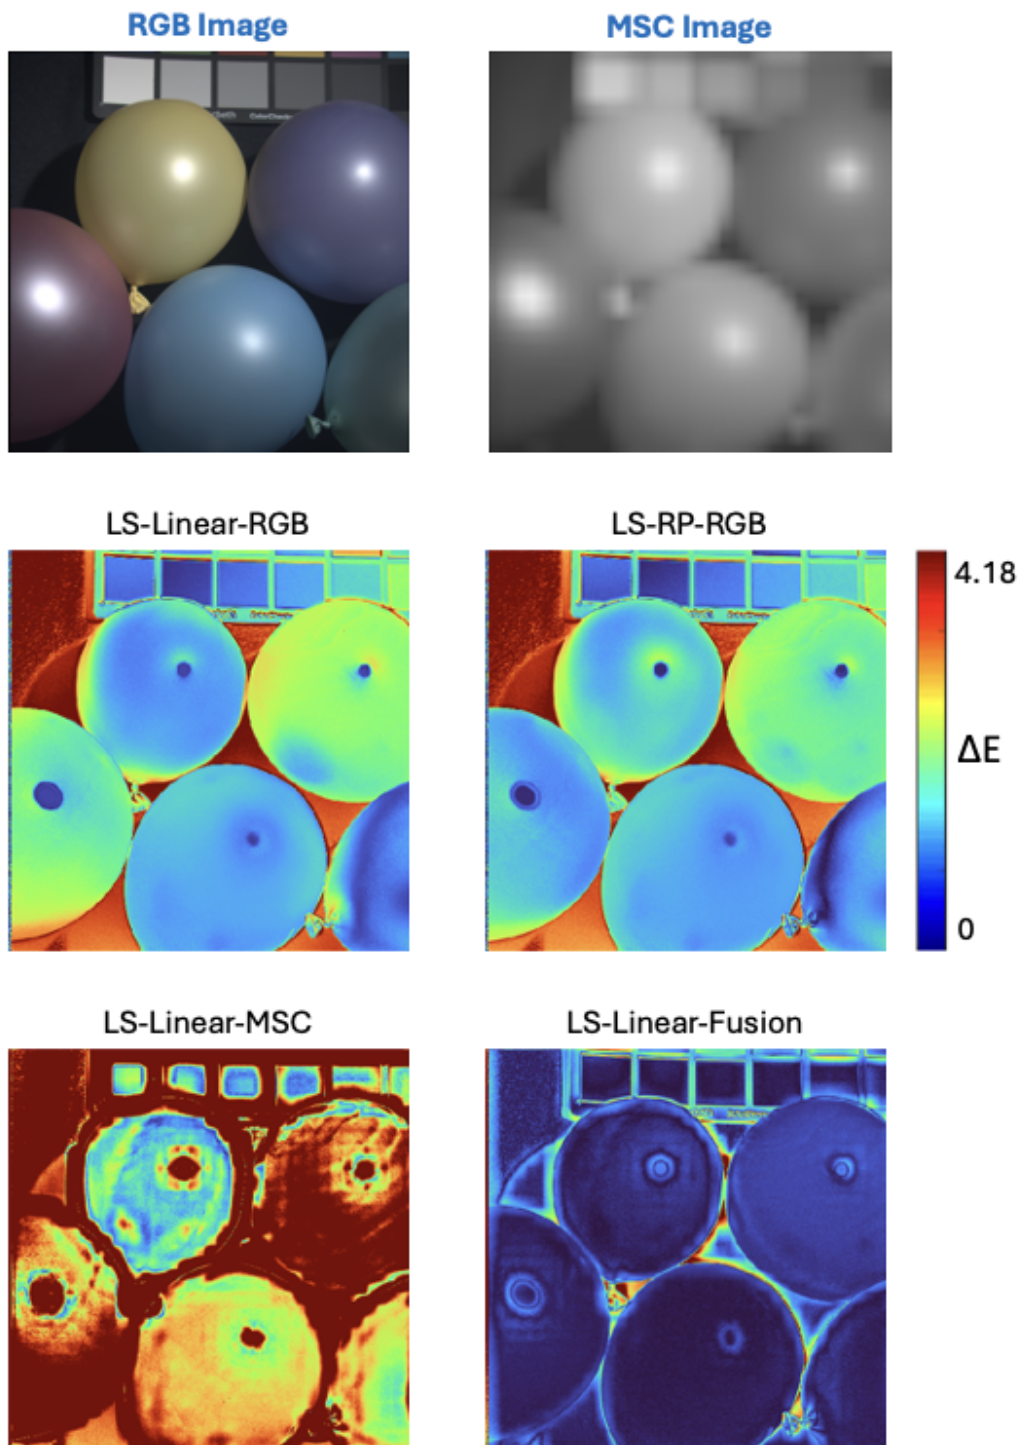 RGB Image
MSC Image
LS-Linear-RGB
LS-RP-RGB
4.18
ΔE
0
LS-Linear-MSC
LS-Linear-Fusion